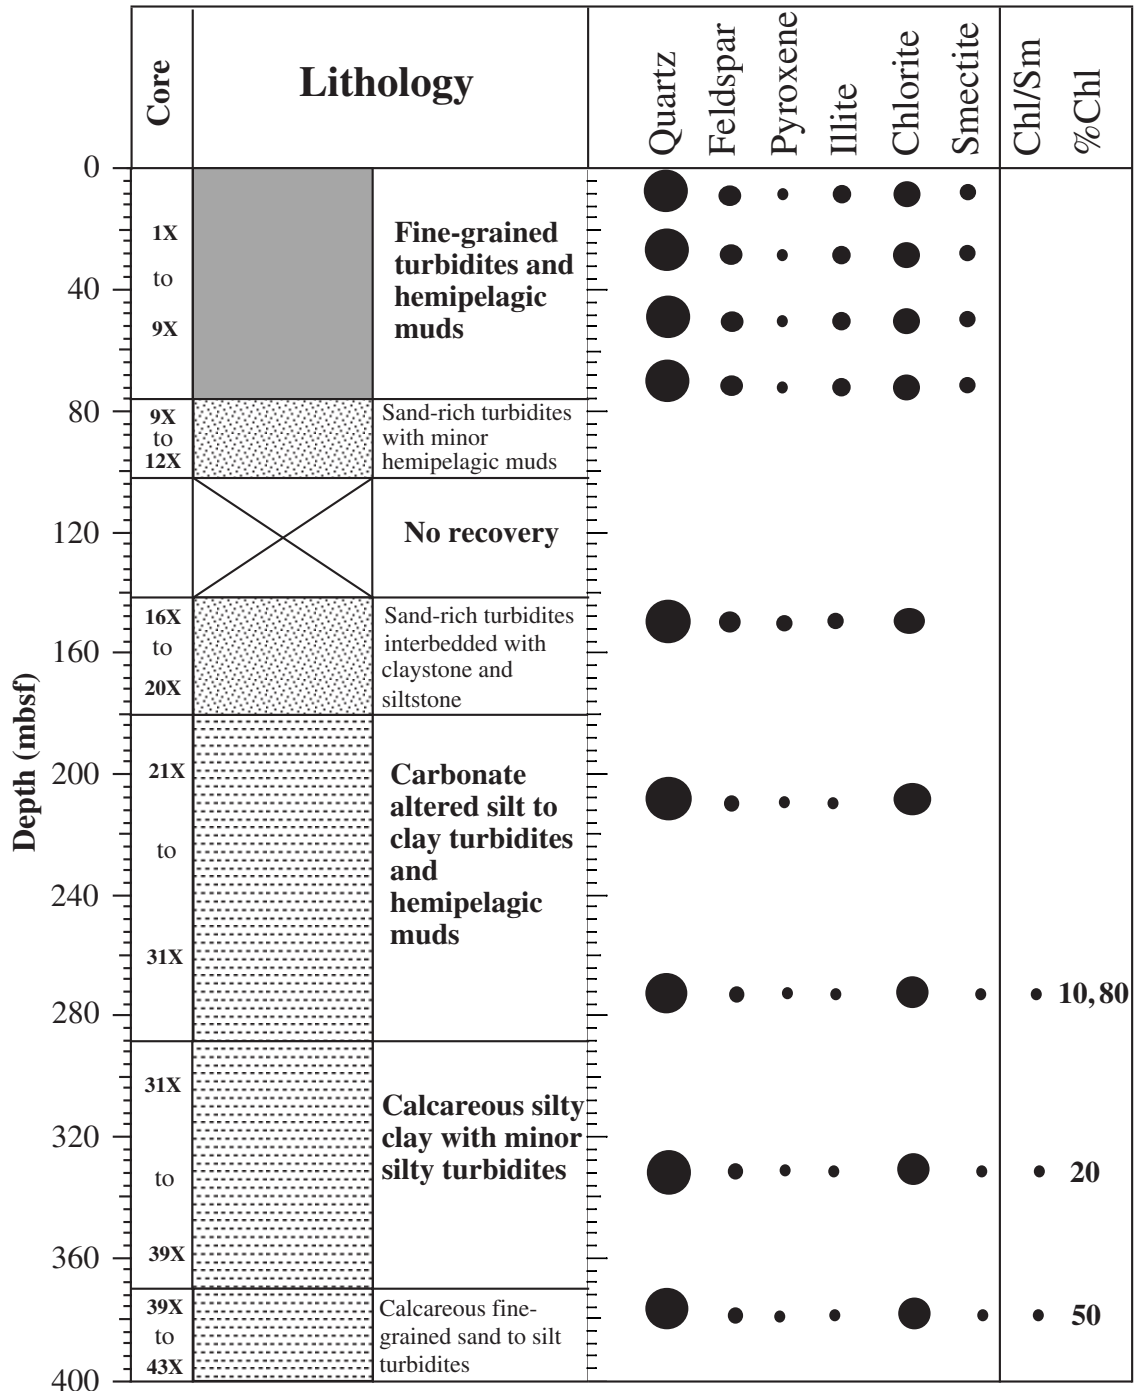 Core
Lithology
Quartz
Feldspar
Pyroxene
Illite
Chlorite
Smectite
Chl/Sm
%Chl
Depth (mbsf)
0
40
80
120
160
200
240
280
320
360
400
1X
to
9X
Fine-grained
turbidites and
hemipelagic
muds
9X
to
12X
Sand-rich turbidites
with minor
hemipelagic muds
No recovery
16X
to
20X
Sand-rich turbidites
interbedded with
claystone and
siltstone
21X
to
31X
Carbonate
altered silt to
clay turbidites
and
hemipelagic
muds
10,80
31X
to
39X
Calcareous silty
clay with minor
silty turbidites
20
39X
to
43X
Calcareous fine-
grained sand to silt
turbidites
50